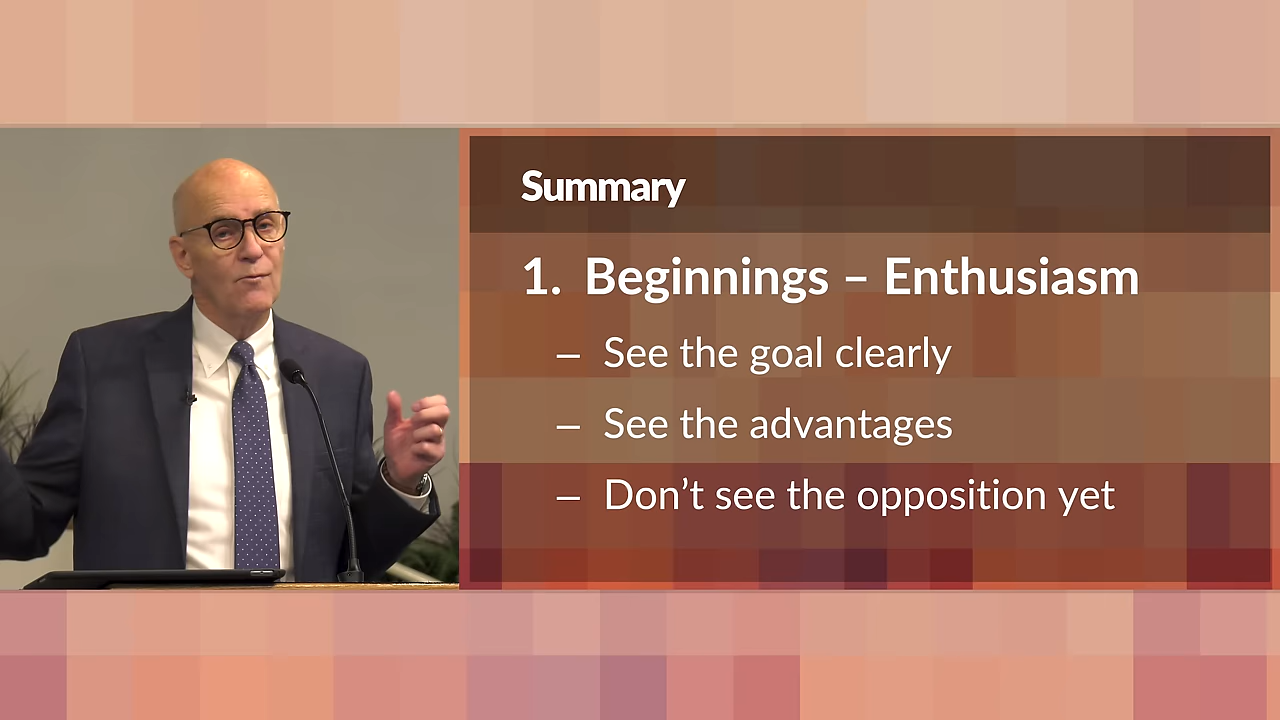 Summary
1. Beginnings – Enthusiasm
– See the goal clearly
– See the advantages
– Don’t see the opposition yet